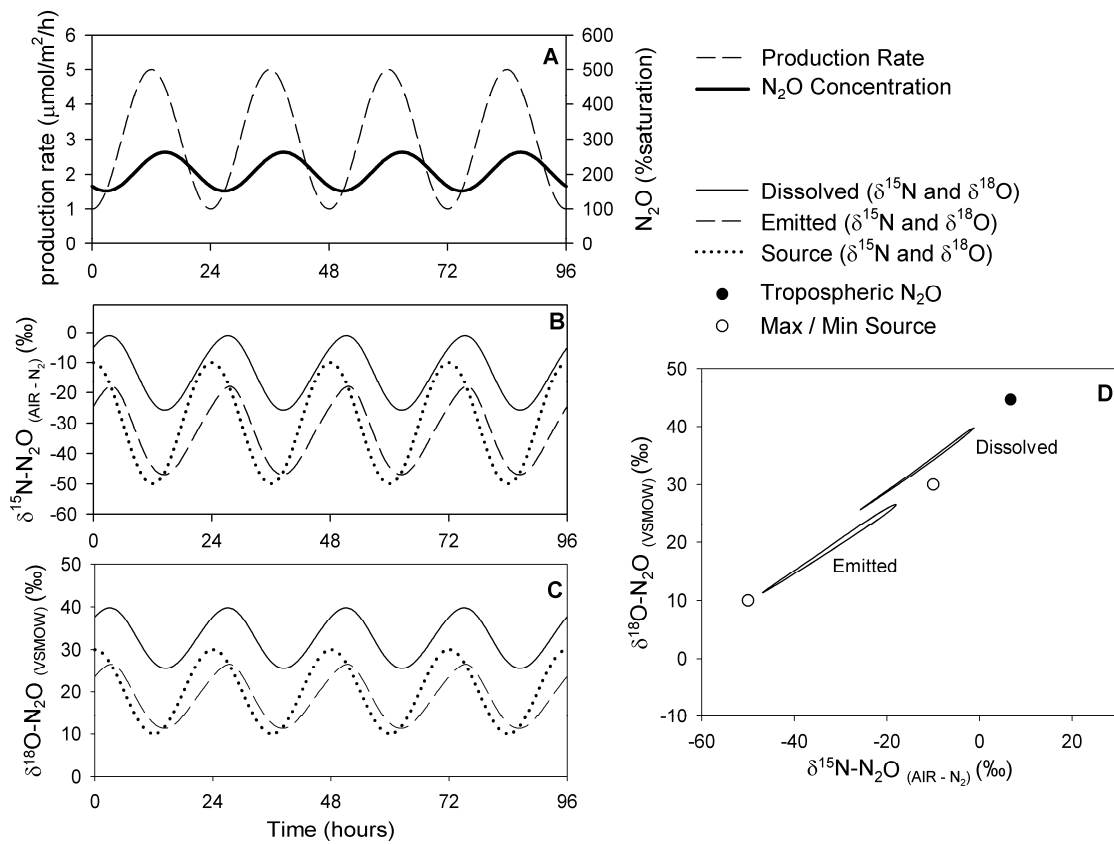 A
production rate (μmol/m²/h)
6
5
4
3
2
1
0
600
500
400
300
200
100
0
N₂O (%saturation)
0 24 48 72 96
Production Rate
N₂O Concentration
Dissolved (δ¹⁵N and δ¹⁸O)
Emitted (δ¹⁵N and δ¹⁸O)
Source (δ¹⁵N and δ¹⁸O)
Tropospheric N₂O
Max / Min Source
B
δ¹⁵N-N₂O (AIR - N₂) (‰)
0
-10
-20
-30
-40
-50
-60
0 24 48 72 96
C
δ¹⁸O-N₂O (VSMOW) (‰)
50
40
30
20
10
0
0 24 48 72 96
Time (hours)
D
δ¹⁸O-N₂O (VSMOW) (‰)
50
40
30
20
10
0
-10
Dissolved
Emitted
-60 -40 -20 0 20
δ¹⁵N-N₂O (AIR - N₂) (‰)